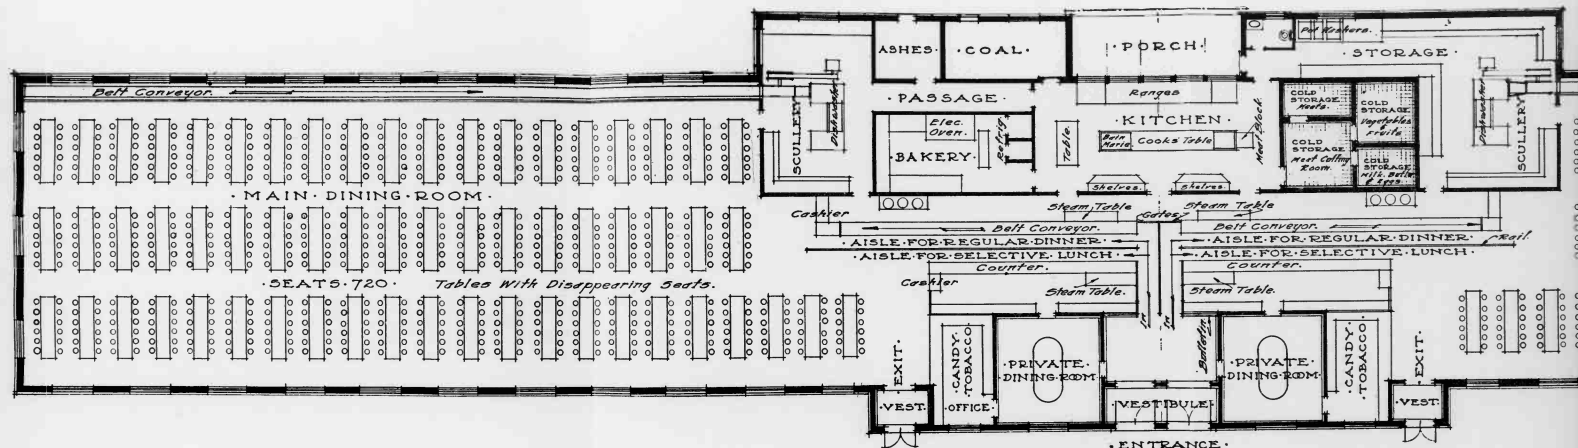 Belt Conveyor.
·MAIN·DINING·ROOM·
·SEATS·720·
Tables With Disappearing Seats.
SCULLERY
Dishwasher
ASHES·
·COAL·
·PORCH·
Pot Washers.
·STORAGE·
·PASSAGE·
Ranges
·KITCHEN·
Elec.
Oven.
Refrig.
·BAKERY·
Table.
Bain
Marie
Cooks Table
Meat Block
COLD
STORAGE
Meats.
COLD
STORAGE
Vegetables
&
Fruits
COLD
STORAGE
Meat Cutting
Room.
COLD
STORAGE
Milk, Butter
& Eggs.
Dishwasher
SCULLERY
Shelves.
Shelves.
Cashier
Steam Table
Gates
Steam Table
Belt Conveyor.
Belt Conveyor.
·AISLE·FOR·REGULAR·DINNER·
·AISLE·FOR·REGULAR·DINNER·
Rail.
·AISLE·FOR·SELECTIVE·LUNCH·
·AISLE·FOR·SELECTIVE·LUNCH·
Counter.
Counter.
Cashier
Steam Table.
Steam Table.
In
In
Bulletin.
EXIT·
·VEST.
·CANDY·
·TOBACCO·
OFFICE·
·PRIVATE·
·DINING·ROOM·
·VESTIBULE·
·PRIVATE·
·DINING·ROOM·
·CANDY·
·TOBACCO·
·EXIT·
·VEST.
·ENTRANCE·